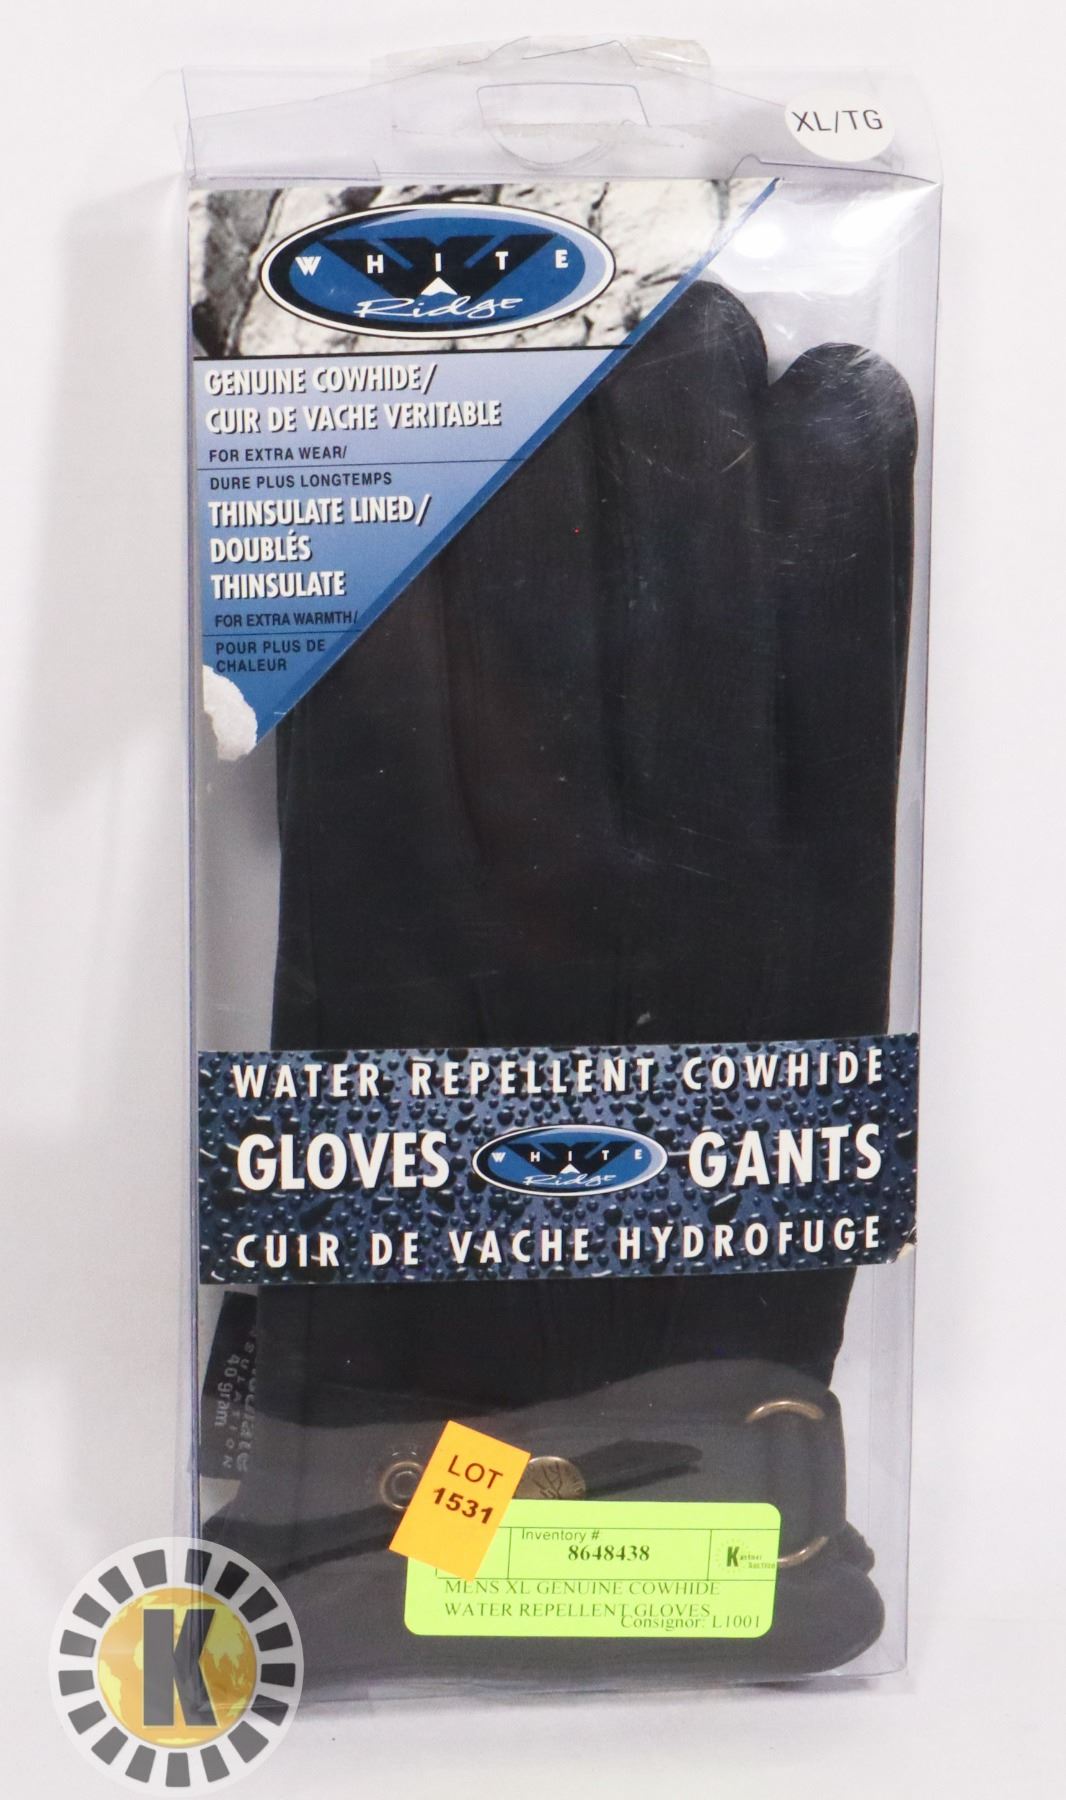 XL/TG
WHITE
Ridge
GENUINE COWHIDE/
CUIR DE VACHE VERITABLE
FOR EXTRA WEAR/
DURE PLUS LONGTEMPS
THINSULATE LINED/
DOUBLÉS
THINSULATE
FOR EXTRA WARMTH/
POUR PLUS DE
CHALEUR
WATER REPELLENT COWHIDE
GLOVES WHITE Ridge GANTS
CUIR DE VACHE HYDROFUGE
40 gram
LOT
1531
Inventory #
8648438
Kastner
Auction
MENS XL GENUINE COWHIDE
WATER REPELLENT GLOVES
Consignor: L1001
K